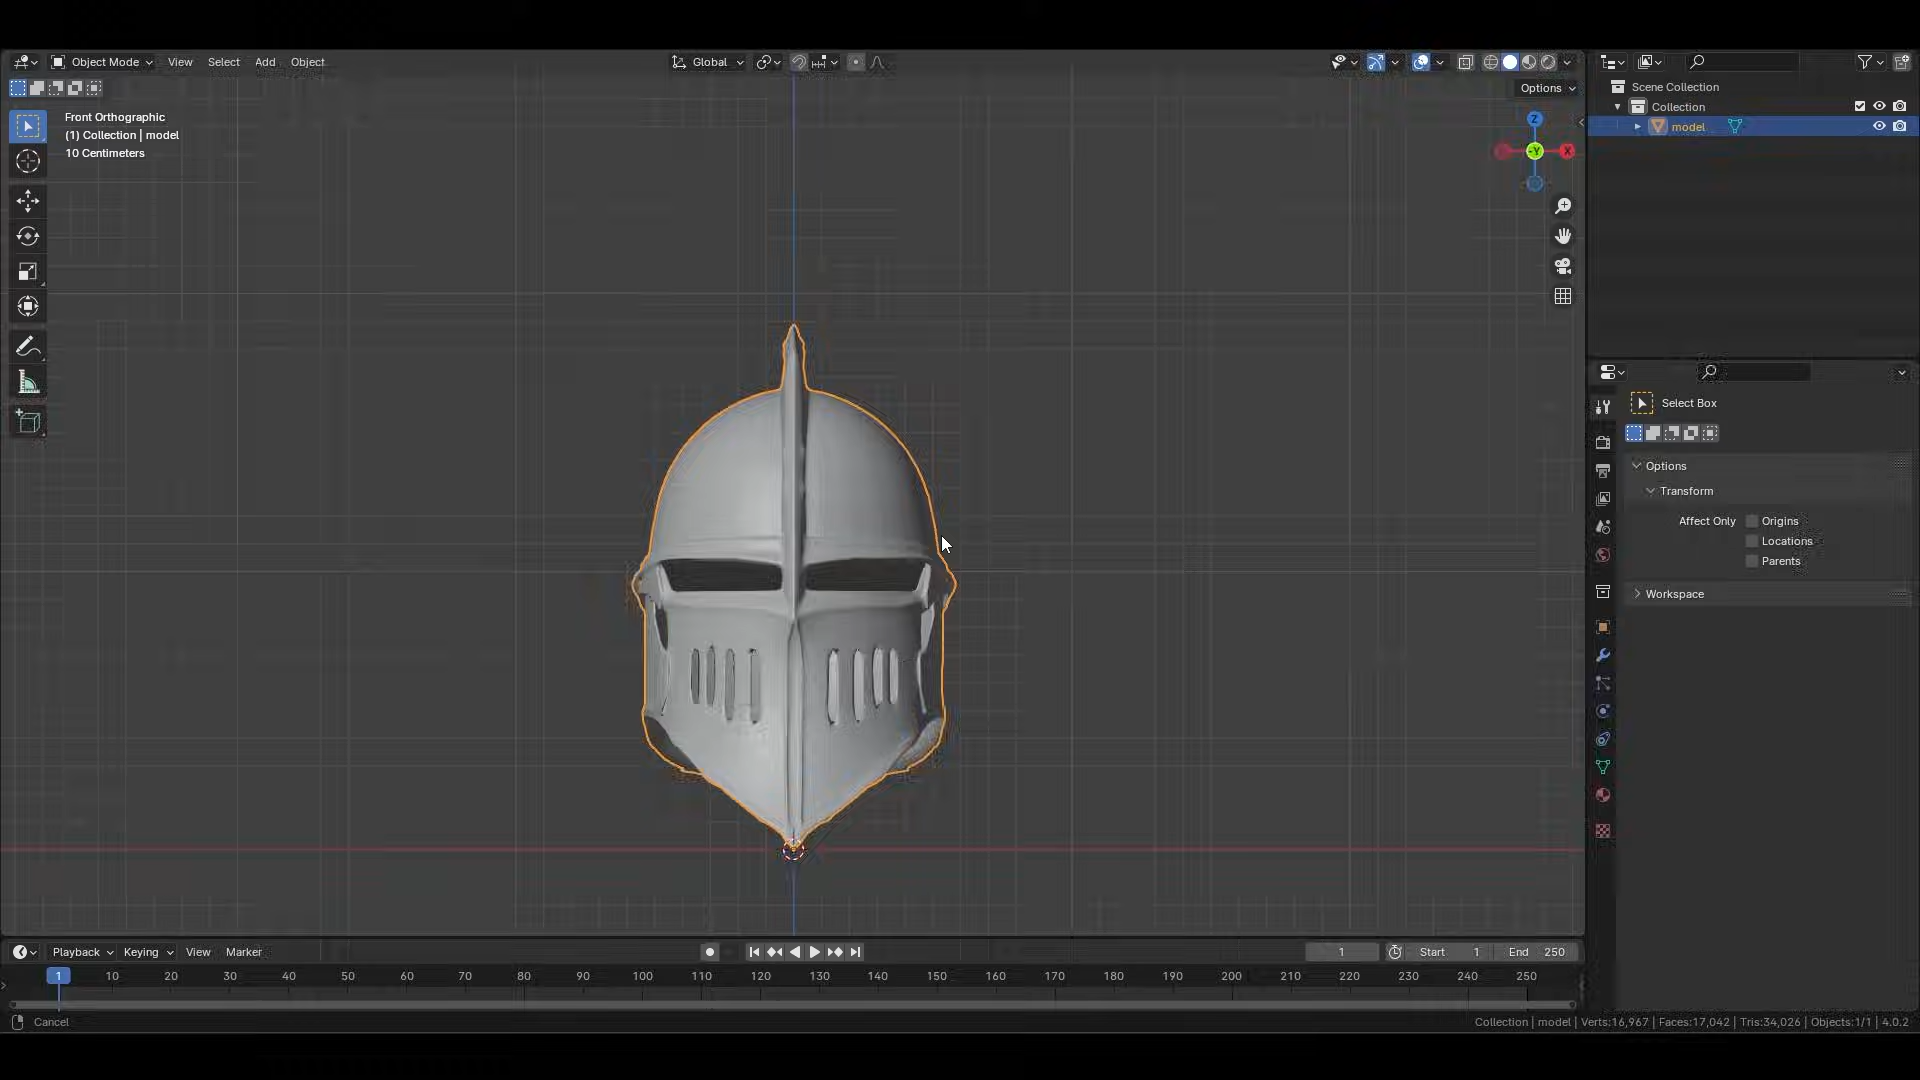 Object Mode View Select Add Object Global
Options
Front Orthographic
(1) Collection | model
10 Centimeters
Z
-Y
X
Scene Collection
Collection
model
Select Box
Options
Transform
Affect Only Origins
Locations
Parents
Workspace
Playback Keying View Marker 1 Start 1 End 250
1 10 20 30 40 50 60 70 80 90 100 110 120 130 140 150 160 170 180 190 200 210 220 230 240 250
Cancel
Collection | model | Verts:16,967 | Faces:17,042 | Tris:34,026 | Objects:1/1 | 4.0.2